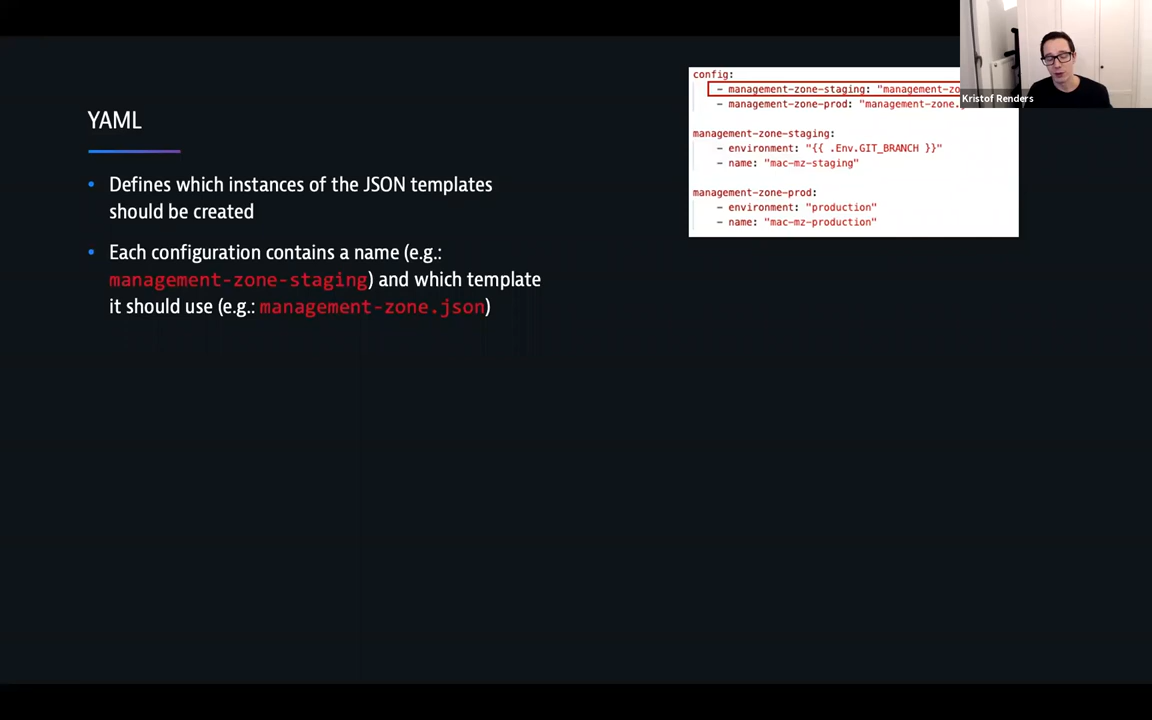 YAML
• Defines which instances of the JSON templates
should be created
• Each configuration contains a name (e.g.:
management-zone-staging) and which template
it should use (e.g.: management-zone.json)
config:
- management-zone-staging: "management-zo
- management-zone-prod: "management-zone.
management-zone-staging:
- environment: "{{ .Env.GIT_BRANCH }}"
- name: "mac-mz-staging"
management-zone-prod:
- environment: "production"
- name: "mac-mz-production"
Kristof Renders